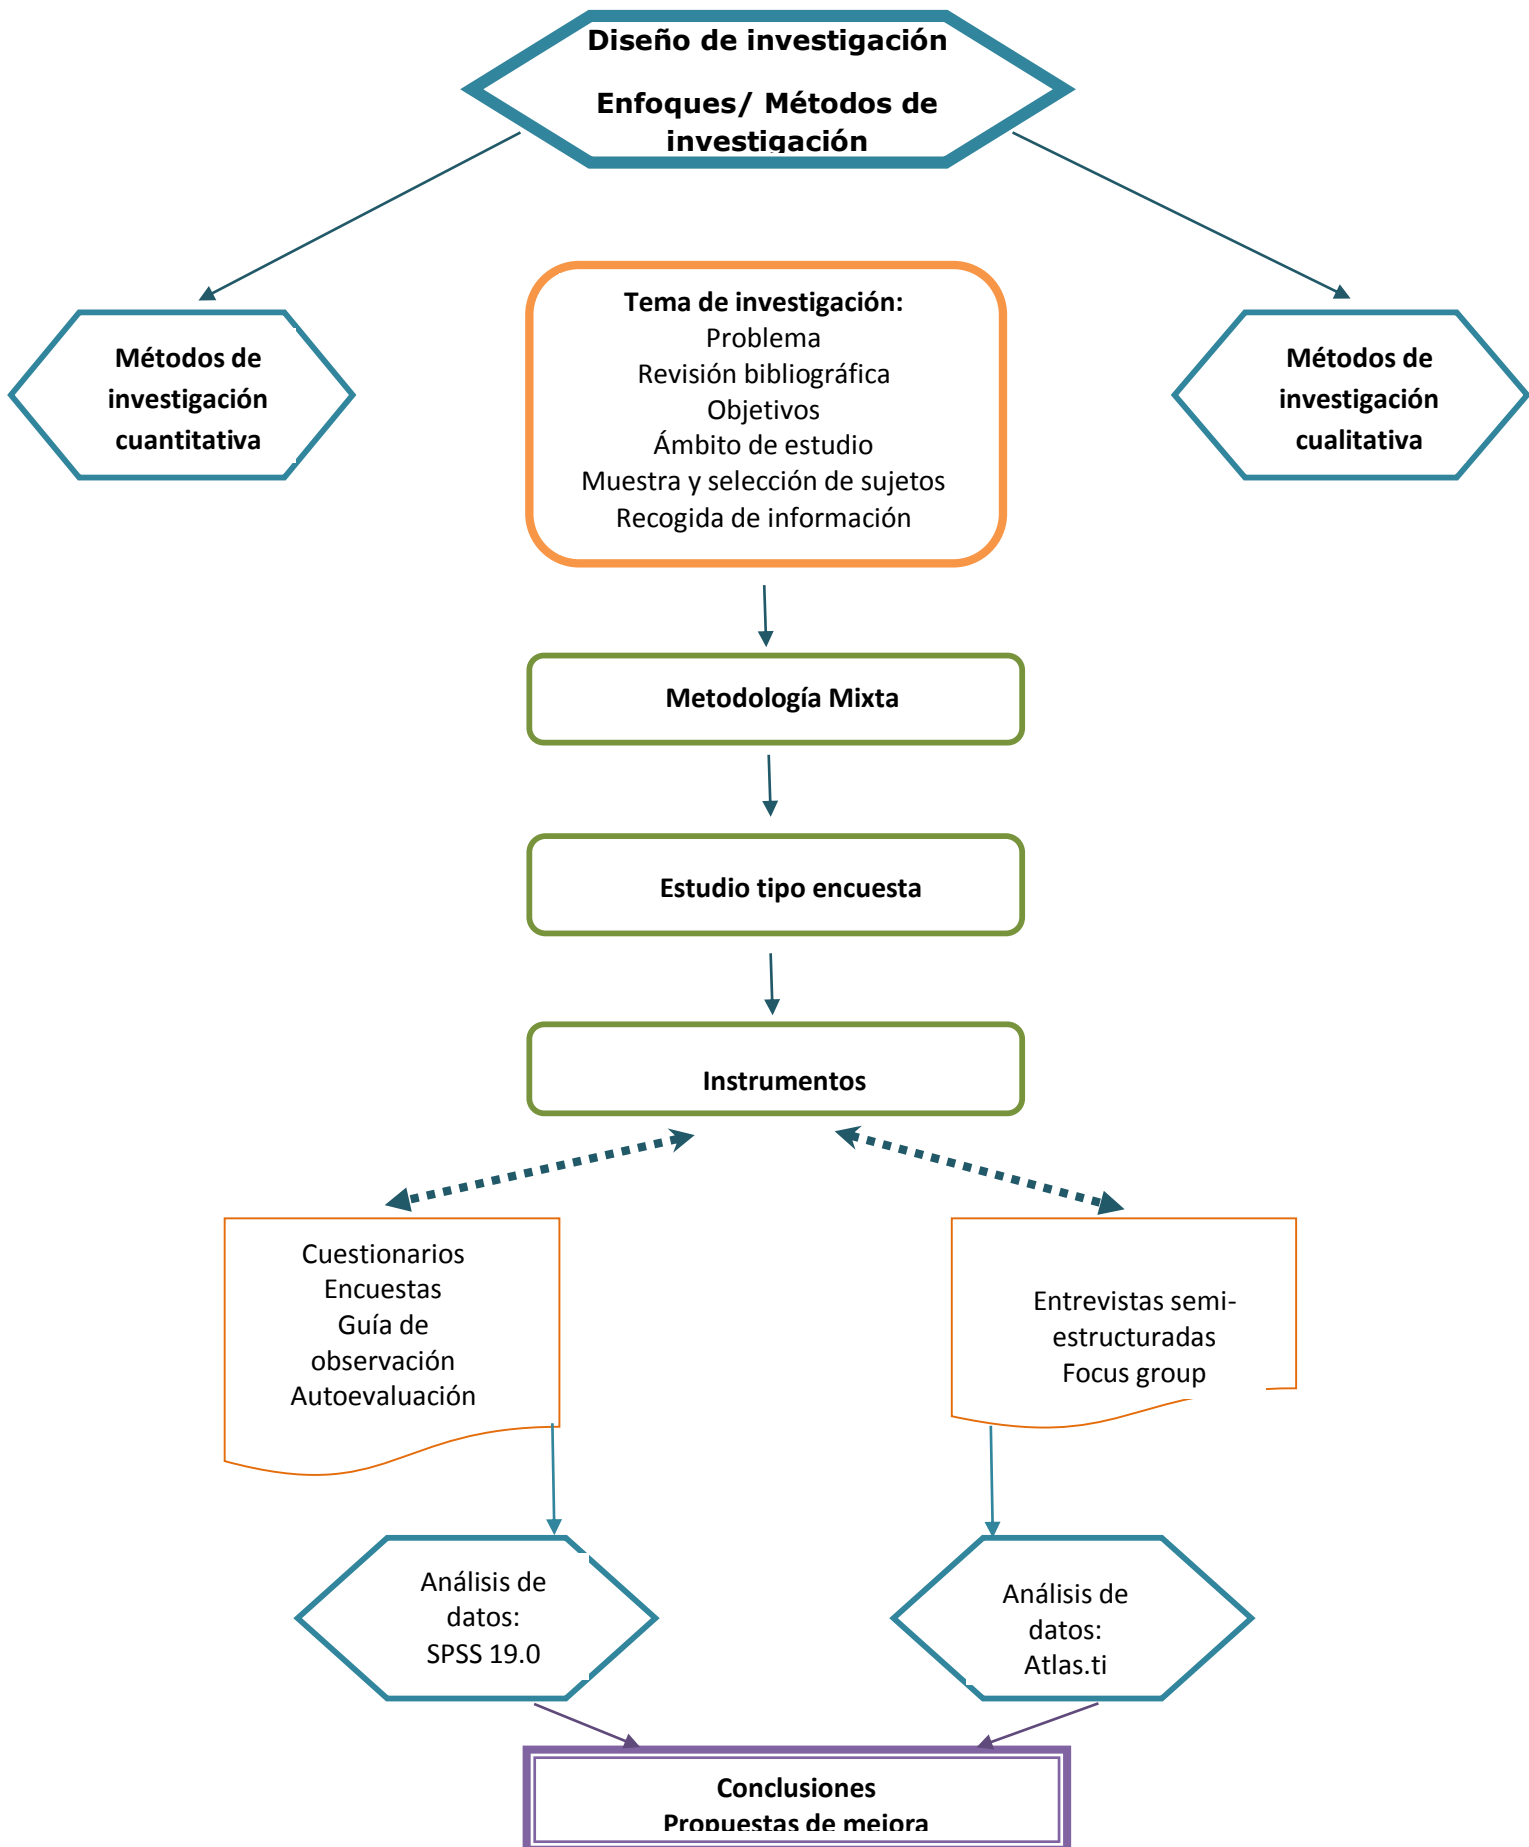 Diseño de investigación
Enfoques/ Métodos de
investigación
Métodos de
investigación
cuantitativa
Tema de investigación:
Problema
Revisión bibliográfica
Objetivos
Ámbito de estudio
Muestra y selección de sujetos
Recogida de información
Métodos de
investigación
cualitativa
Metodología Mixta
Estudio tipo encuesta
Instrumentos
Cuestionarios
Encuestas
Guía de
observación
Autoevaluación
Entrevistas semi-
estructuradas
Focus group
Análisis de
datos:
SPSS 19.0
Análisis de
datos:
Atlas.ti
Conclusiones
Propuestas de mejora